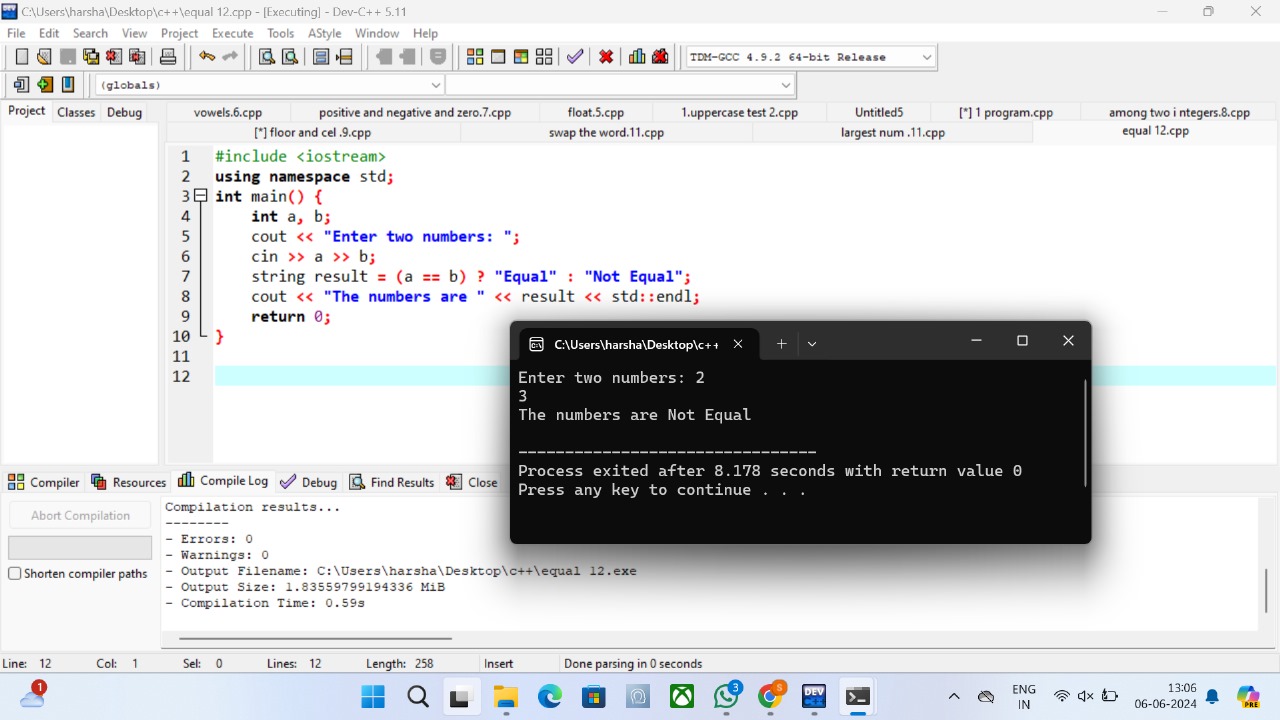 C:\Users\harsha\Desktop\c++\equal 12.cpp - [Executing] - Dev-C++ 5.11
File Edit Search View Project Execute Tools AStyle Window Help
TDM-GCC 4.9.2 64-bit Release
(globals)
Project Classes Debug
vowels.6.cpp positive and negative and zero.7.cpp float.5.cpp 1.uppercase test 2.cpp Untitled5 [*] 1 program.cpp among two i ntegers.8.cpp
[*] floor and cel .9.cpp swap the word.11.cpp largest num .11.cpp equal 12.cpp
1 #include <iostream>
2 using namespace std;
3 int main() {
4 int a, b;
5 cout << "Enter two numbers: ";
6 cin >> a >> b;
7 string result = (a == b) ? "Equal" : "Not Equal";
8 cout << "The numbers are " << result << std::endl;
9 return 0;
10 }
11
12
C:\Users\harsha\Desktop\c++
Enter two numbers: 2
3
The numbers are Not Equal
--------------------------------
Process exited after 8.178 seconds with return value 0
Press any key to continue . . .
Compiler Resources Compile Log Debug Find Results Close
Abort Compilation
Shorten compiler paths
Compilation results...
--------
- Errors: 0
- Warnings: 0
- Output Filename: C:\Users\harsha\Desktop\c++\equal 12.exe
- Output Size: 1.83559799194336 MiB
- Compilation Time: 0.59s
Line: 12 Col: 1 Sel: 0 Lines: 12 Length: 258 Insert Done parsing in 0 seconds
1
3
S
DEV
PRE
ENG
IN
13:06
06-06-2024